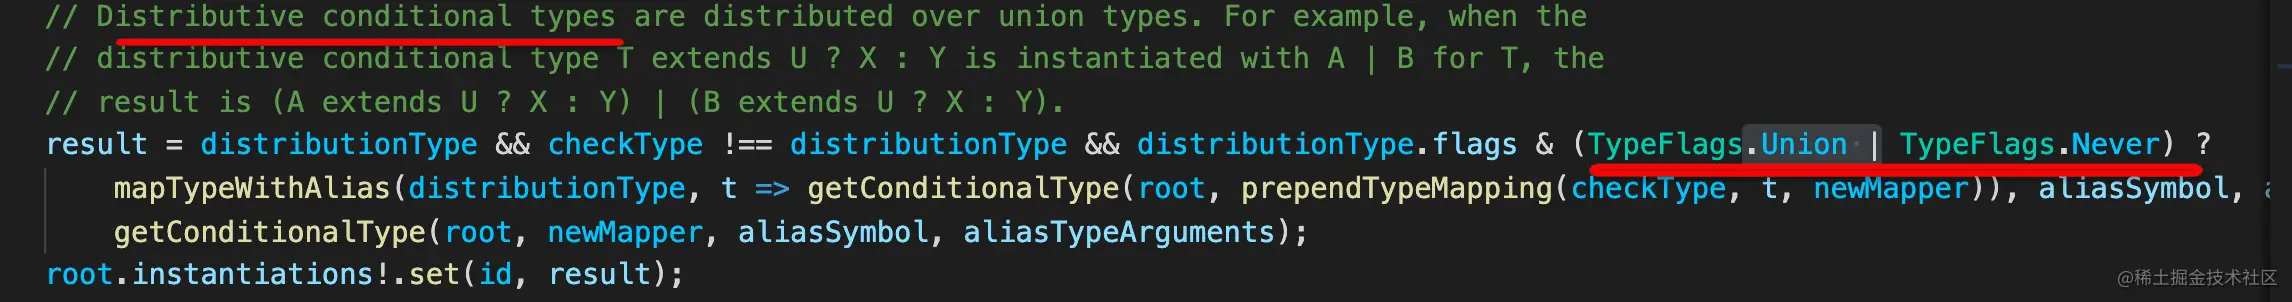 // Distributive conditional types are distributed over union types. For example, when the
// distributive conditional type T extends U ? X : Y is instantiated with A | B for T, the
// result is (A extends U ? X : Y) | (B extends U ? X : Y).
result = distributionType && checkType !== distributionType && distributionType.flags & (TypeFlags.Union | TypeFlags.Never) ?
mapTypeWithAlias(distributionType, t => getConditionalType(root, prependTypeMapping(checkType, t, newMapper)), aliasSymbol,
getConditionalType(root, newMapper, aliasSymbol, aliasTypeArguments);
root.instantiations!.set(id, result);
@稀土掘金技术社区